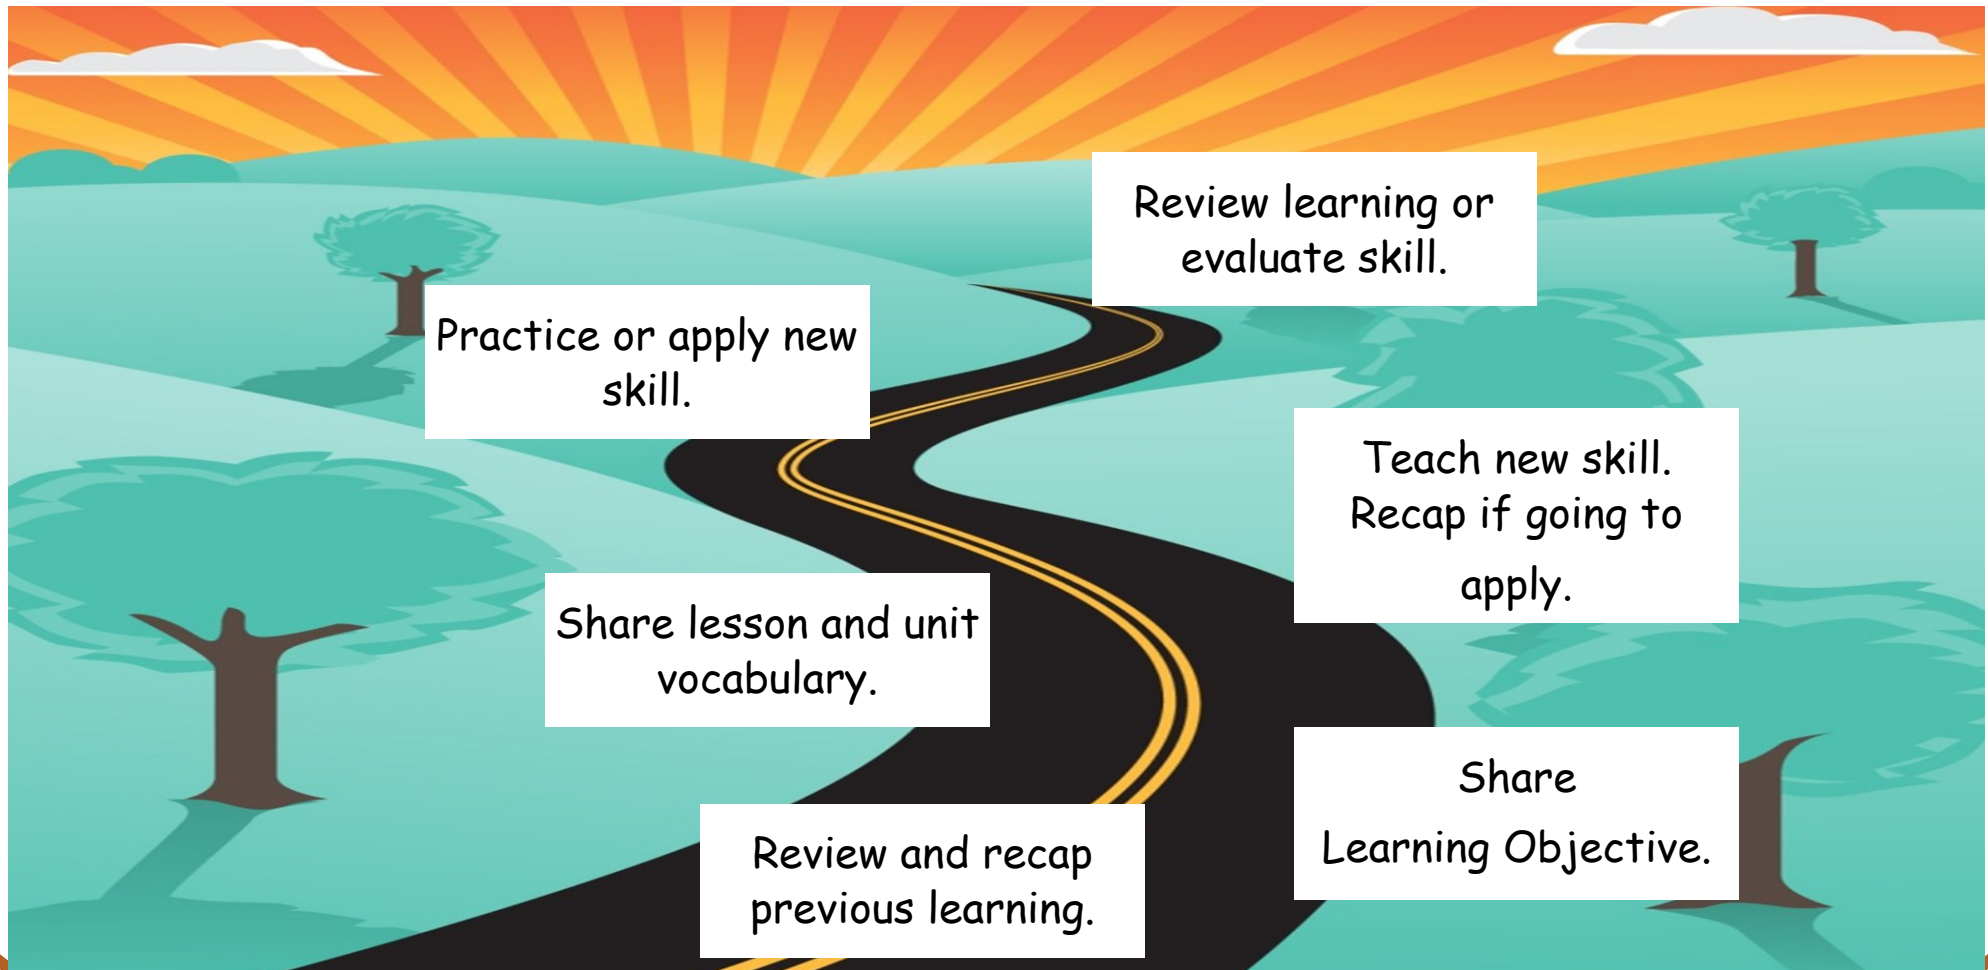 Review learning or
evaluate skill.
Practice or apply new
skill.
Teach new skill.
Recap if going to
apply.
Share lesson and unit
vocabulary.
Share
Learning Objective.
Review and recap
previous learning.